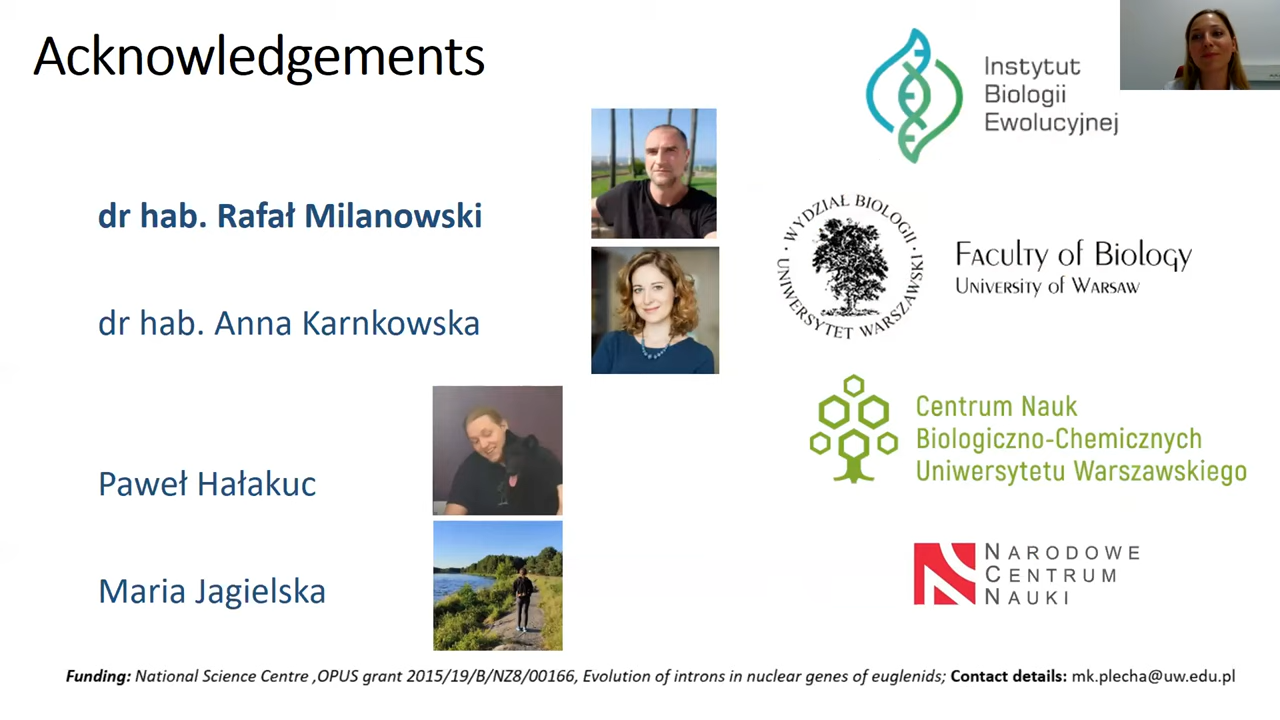 Acknowledgements
Instytut
Biologii
Ewolucyjnej
dr hab. Rafał Milanowski
WYDZIAŁ BIOLOGII
UNIWERSYTET WARSZAWSKI
Faculty of Biology
University of Warsaw
dr hab. Anna Karnkowska
Centrum Nauk
Biologiczno-Chemicznych
Uniwersytetu Warszawskiego
Paweł Hałakuc
Narodowe
Centrum
Nauki
Maria Jagielska
Funding: National Science Centre ,OPUS grant 2015/19/B/NZ8/00166, Evolution of introns in nuclear genes of euglenids; Contact details: mk.plecha@uw.edu.pl